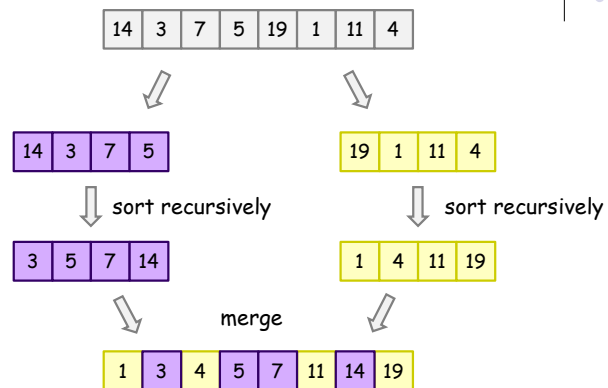 14 3 7 5 19 1 11 4
14 3 7 5 19 1 11 4
sort recursively sort recursively
3 5 7 14 1 4 11 19
merge
1 3 4 5 7 11 14 19